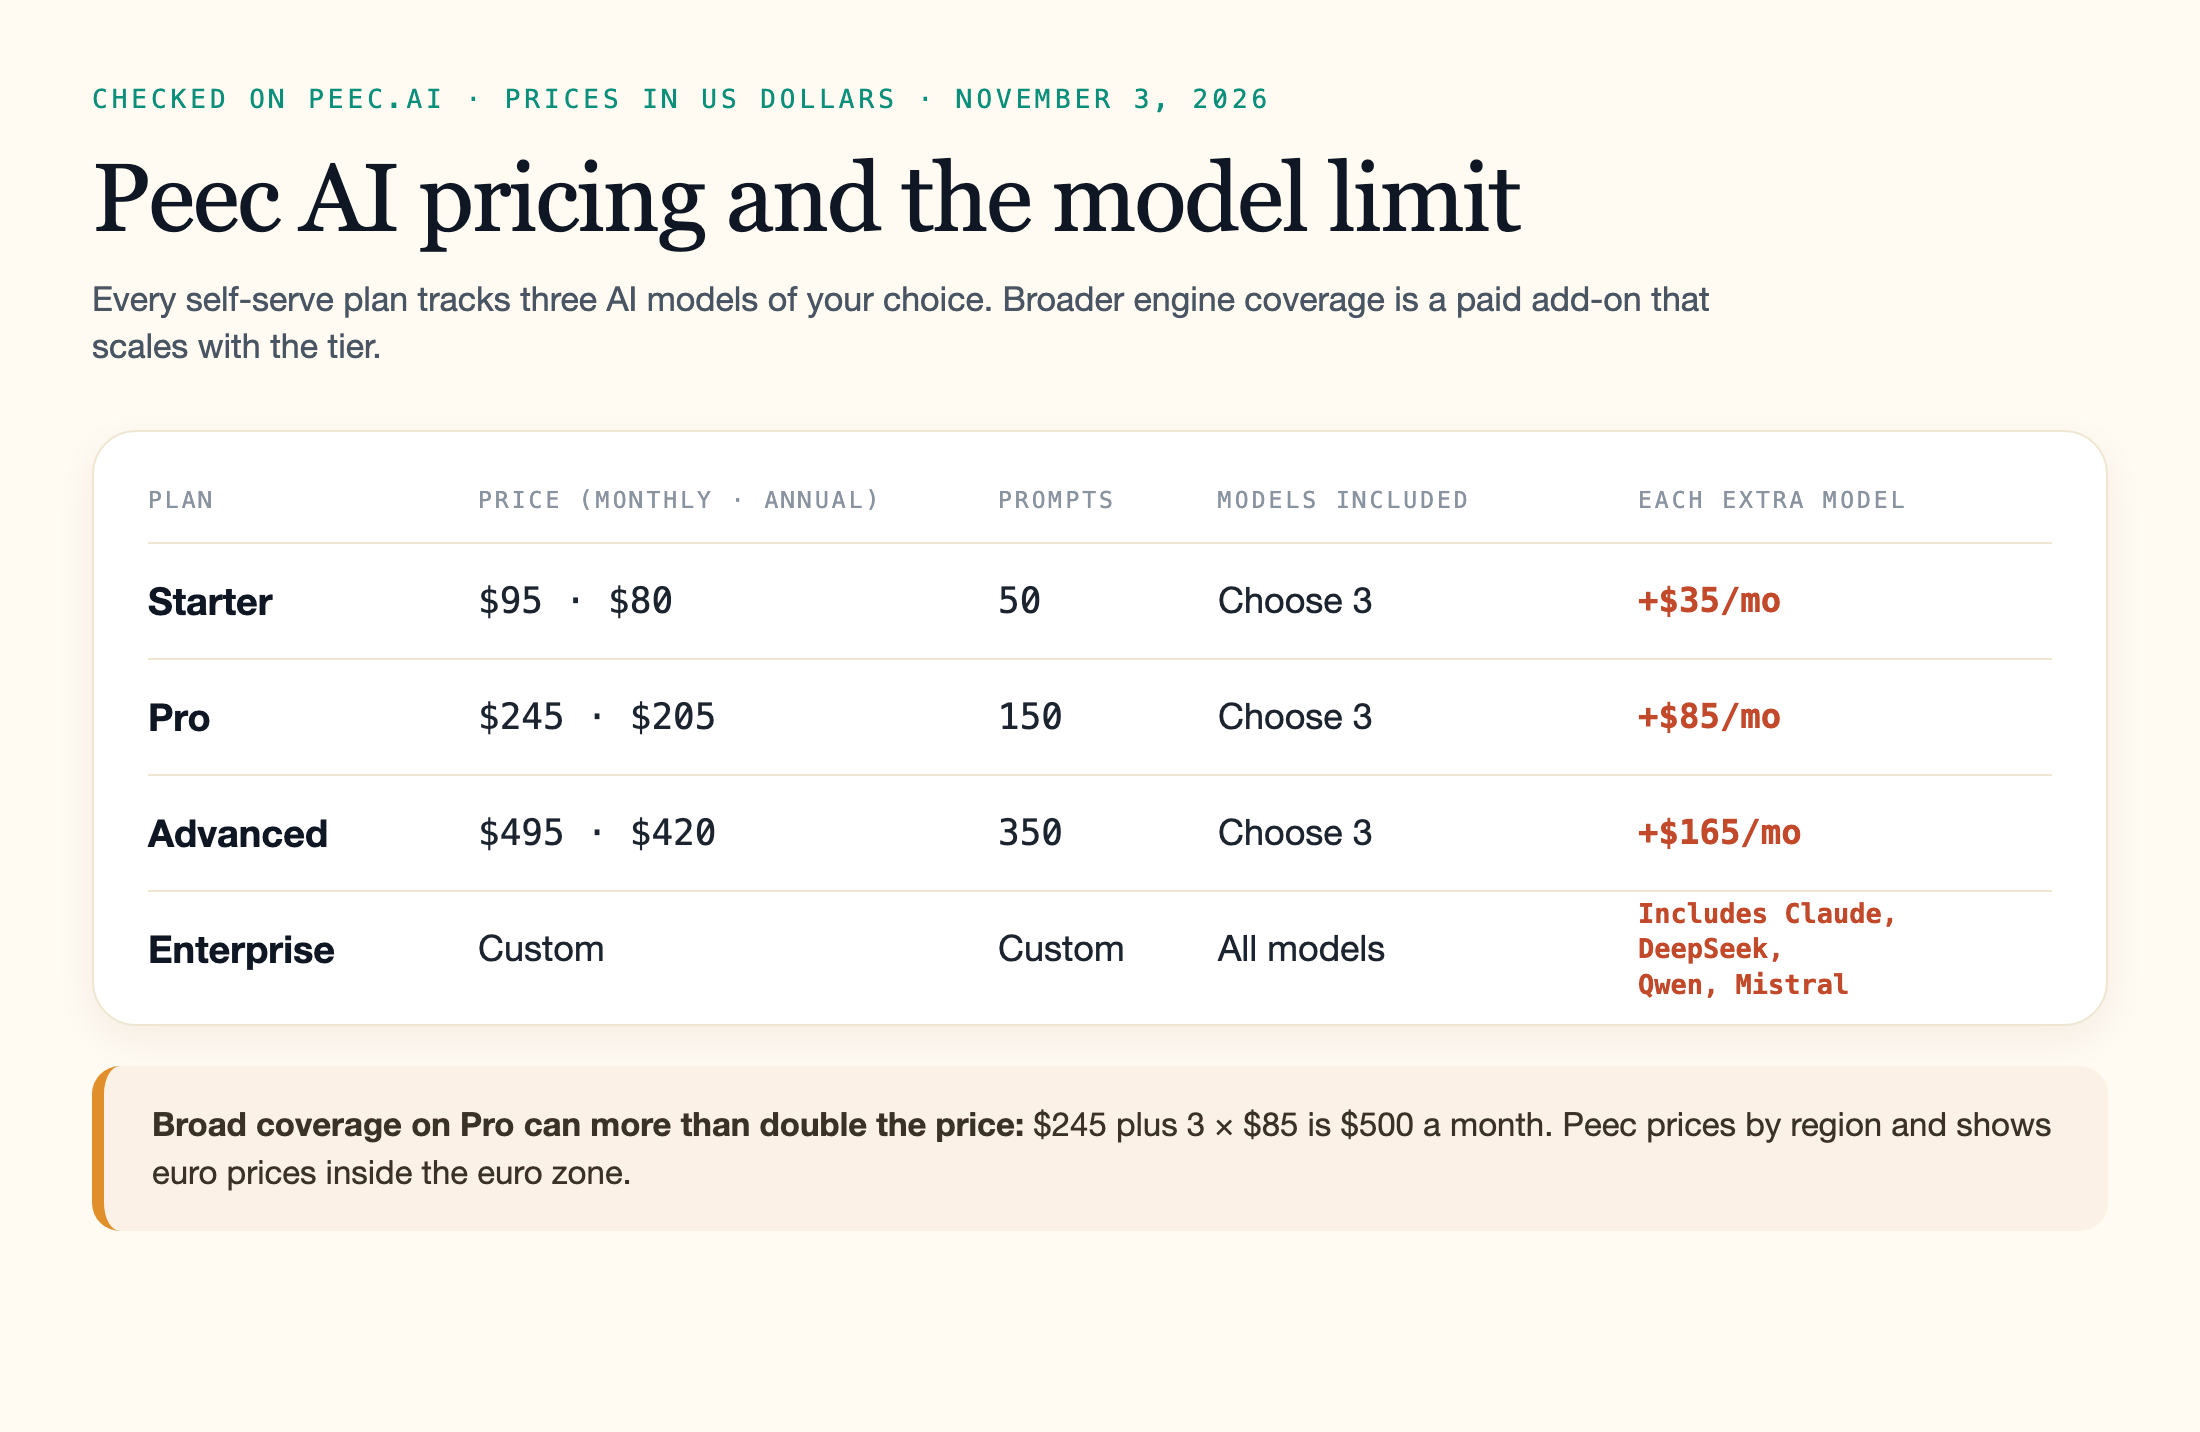 CHECKED ON PEEC.AI · PRICES IN US DOLLARS · NOVEMBER 3, 2026
Peec AI pricing and the model limit
Every self-serve plan tracks three AI models of your choice. Broader engine coverage is a paid add-on that
scales with the tier.
PLAN PRICE (MONTHLY · ANNUAL) PROMPTS MODELS INCLUDED EACH EXTRA MODEL
Starter $95 · $80 50 Choose 3 +$35/mo
Pro $245 · $205 150 Choose 3 +$85/mo
Advanced $495 · $420 350 Choose 3 +$165/mo
Enterprise Custom Custom All models Includes Claude,
DeepSeek,
Qwen, Mistral
Broad coverage on Pro can more than double the price: $245 plus 3 × $85 is $500 a month. Peec prices by region and shows
euro prices inside the euro zone.